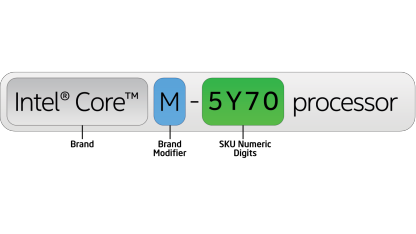 Intel® Core™ M - 5Y70 processor
Brand
Brand
Modifier
SKU Numeric
Digits